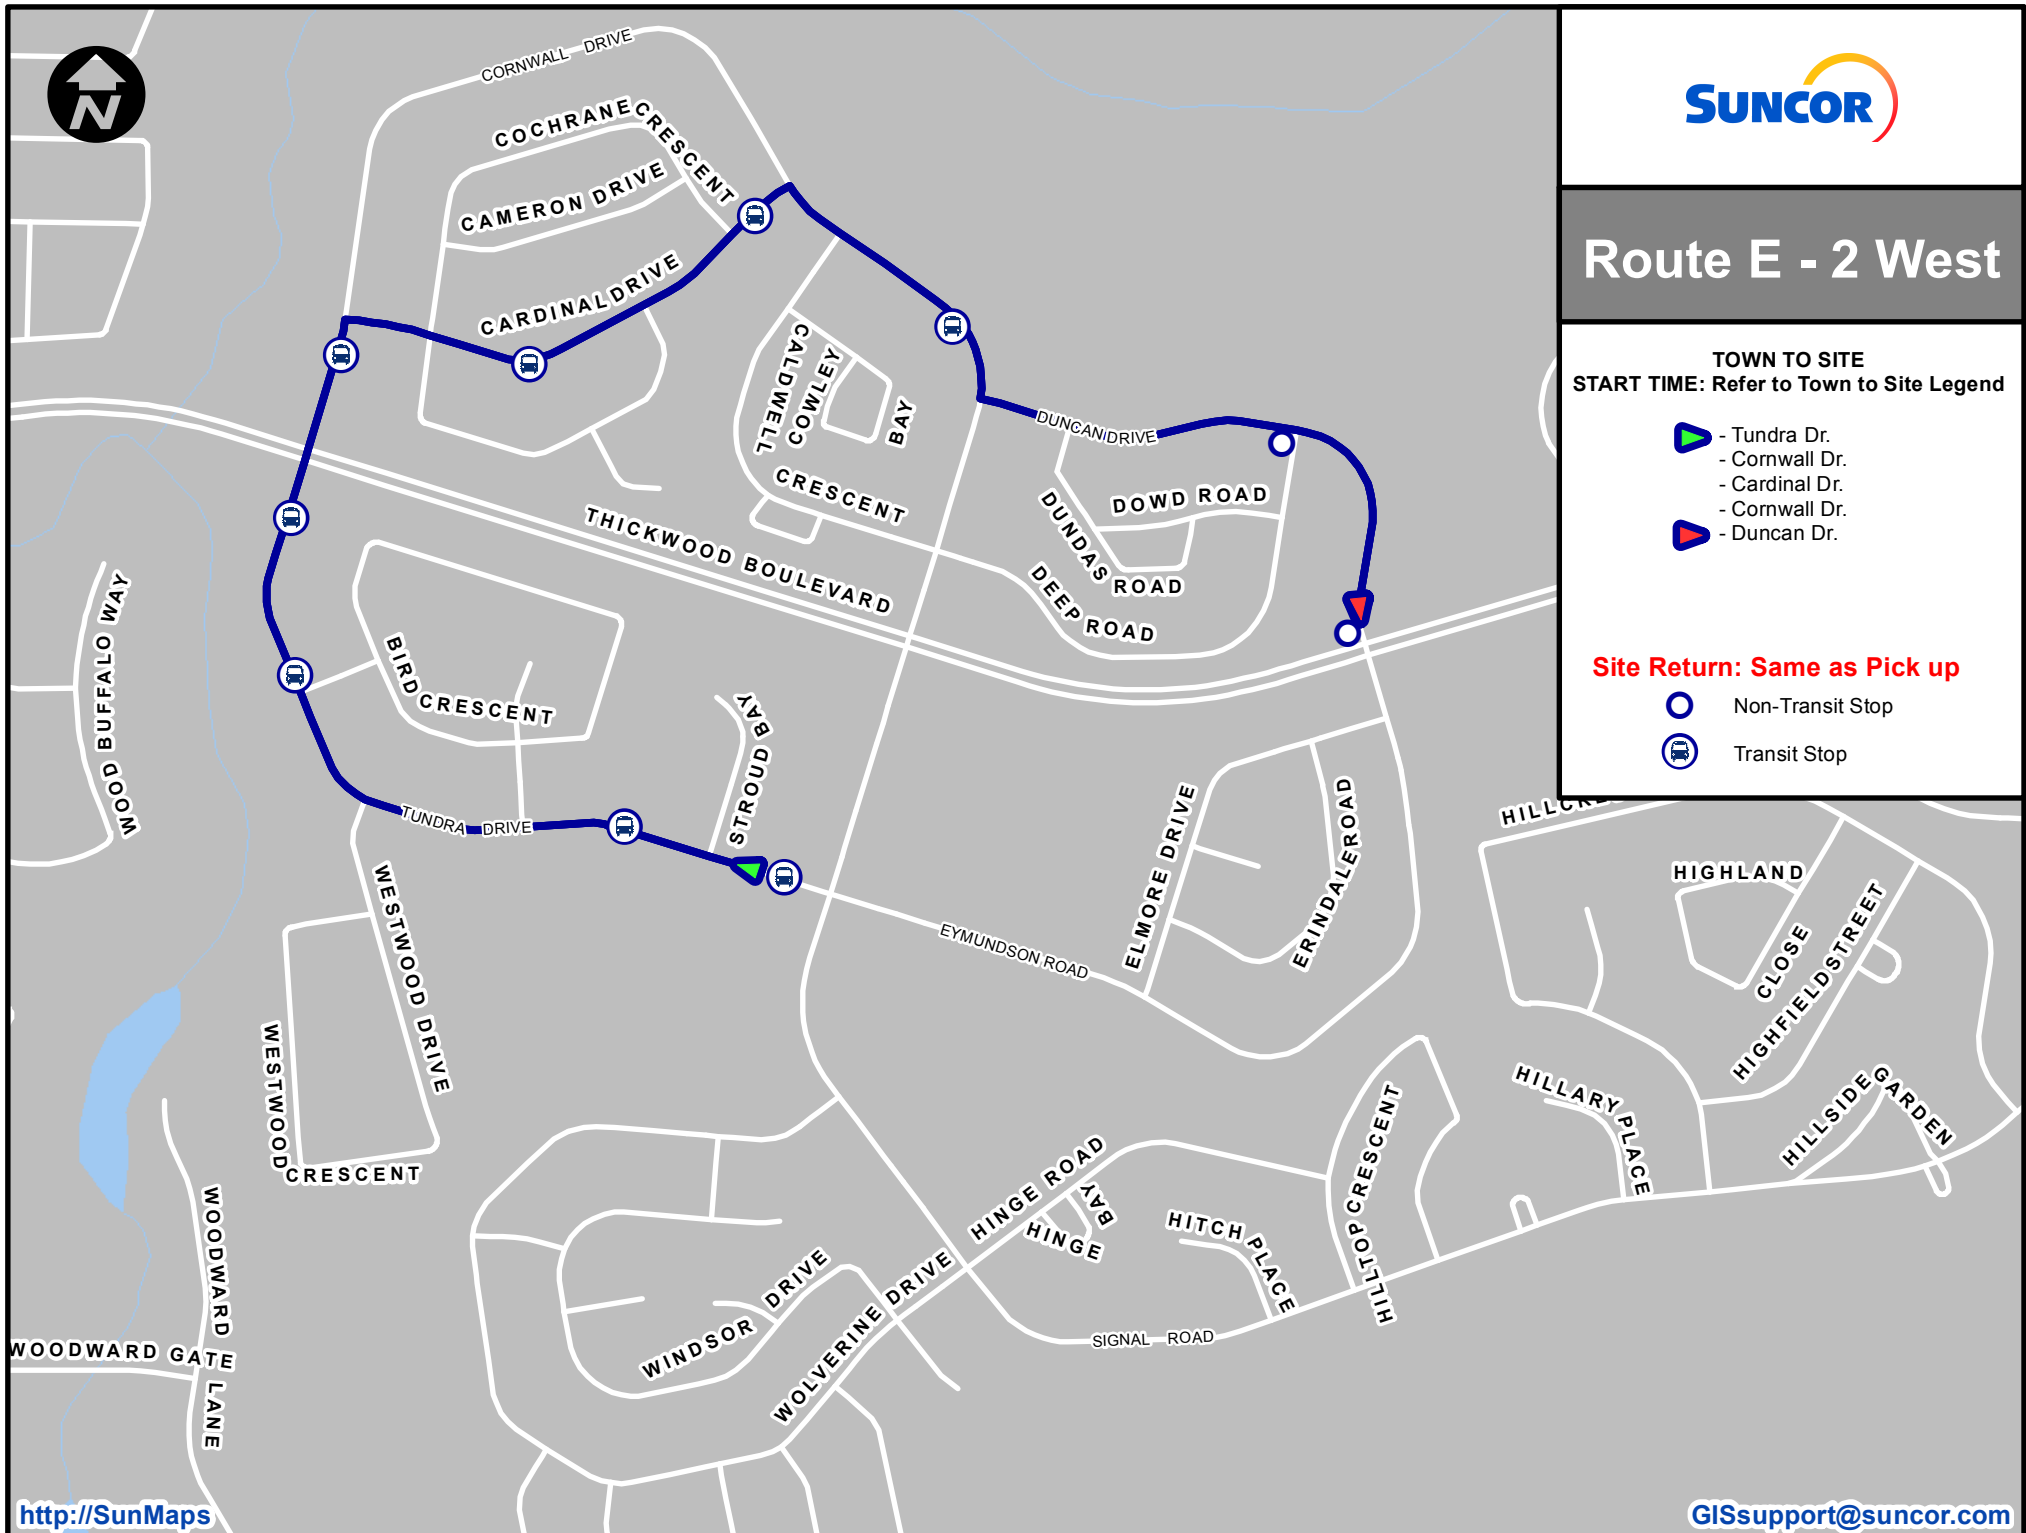 N
SUNCOR
Route E - 2 West
TOWN TO SITE
START TIME: Refer to Town to Site Legend
- Tundra Dr.
- Cornwall Dr.
- Cardinal Dr.
- Cornwall Dr.
- Duncan Dr.
Site Return: Same as Pick up
Non-Transit Stop
Transit Stop
CORNWALL DRIVE
COCHRANE CRESCENT
CAMERON DRIVE
CARDINAL DRIVE
CALDWELL
CRESCENT
COWLEY
BAY
DUNCAN DRIVE
DOWD ROAD
DUNDAS ROAD
DEEP ROAD
THICKWOOD BOULEVARD
WOOD BUFFALO WAY
BIRD CRESCENT
STROUD BAY
TUNDRA DRIVE
EYMUNDSON ROAD
ELMORE DRIVE
ERINDALE ROAD
HIGHLAND
CLOSE
HIGHFIELD STREET
HILLSIDE GARDEN
HILLARY PLACE
WESTWOOD DRIVE
WESTWOOD
CRESCENT
HILLTOP CRESCENT
HINGE ROAD
HINGE
BAY
HITCH PLACE
WOODWARD
LANE
WOODWARD GATE
WINDSOR DRIVE
WOLVERINE DRIVE
SIGNAL ROAD
http://SunMaps
GISsupport@suncor.com